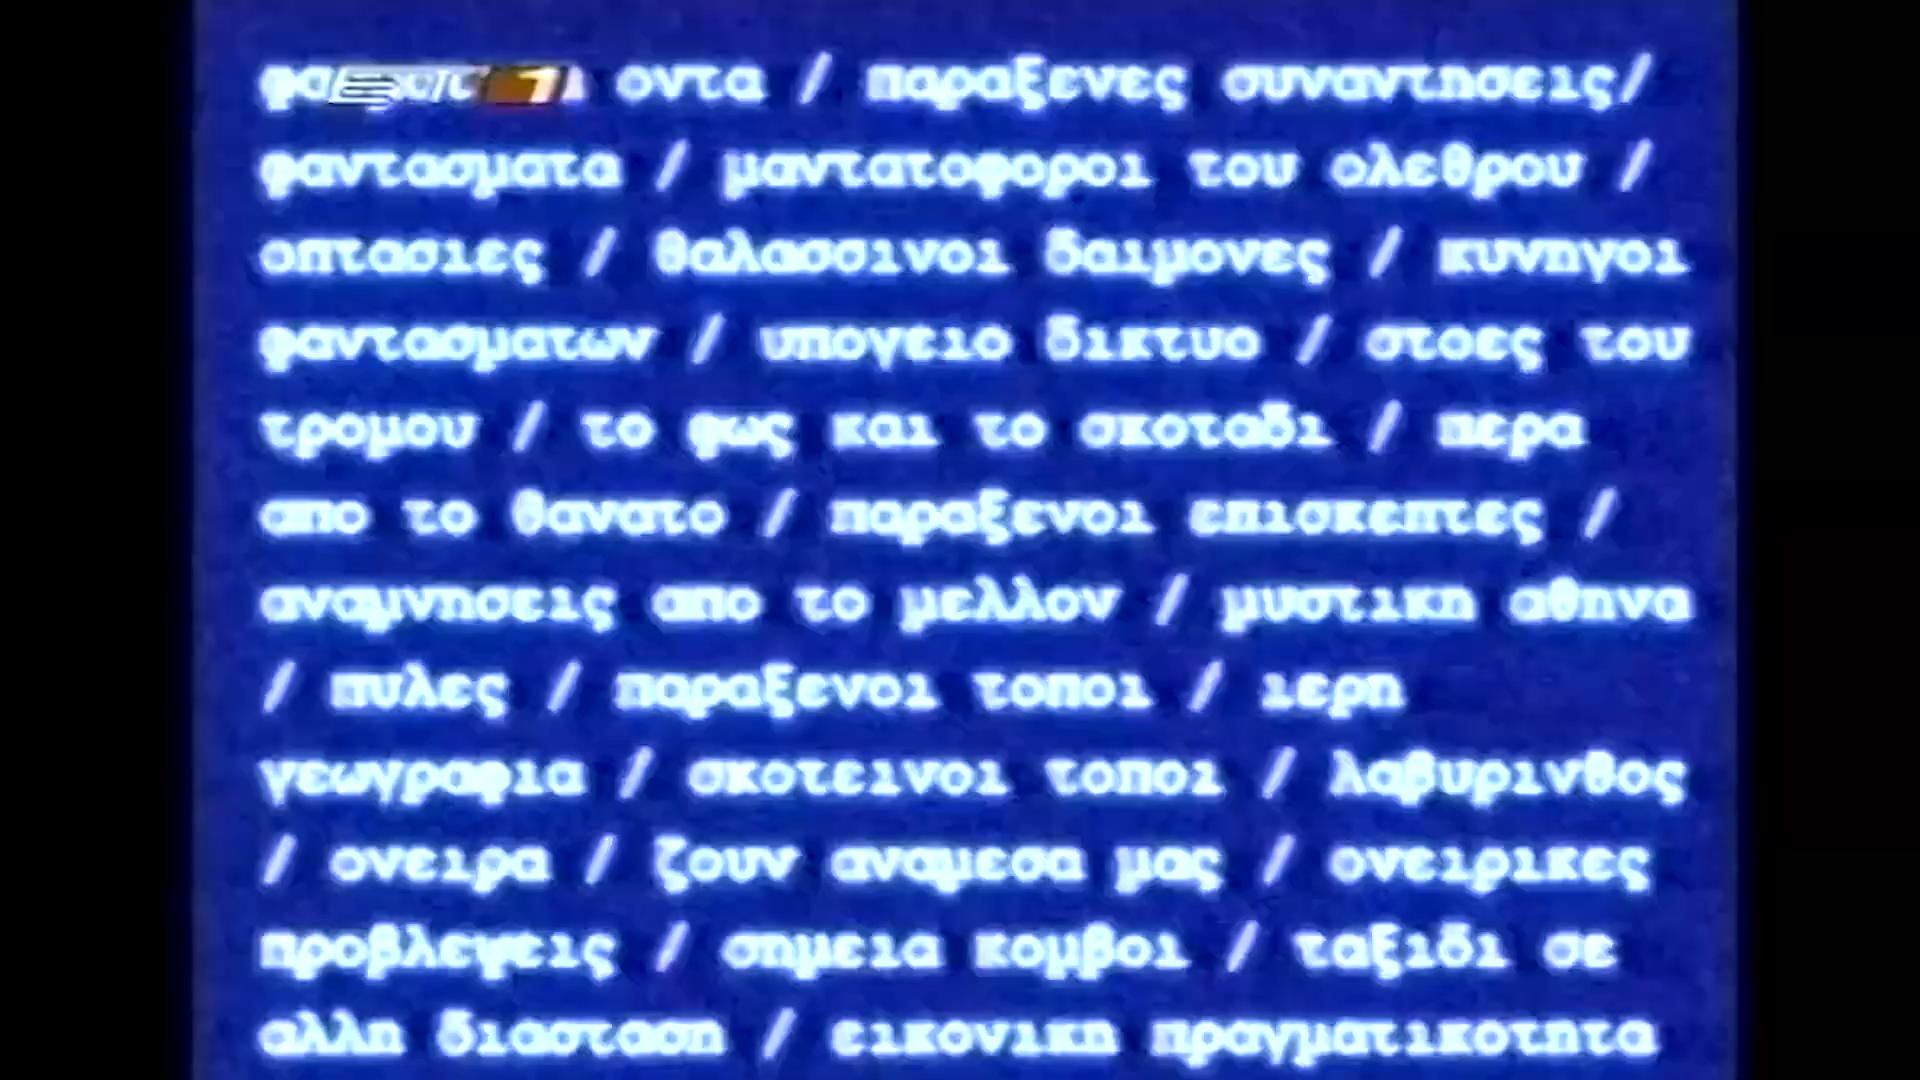 οντα / παραξενες συναντησεις/
φαντασματα / μαντατοφοροι του ολεθρου /
οπτασιες / θαλασσινοι δαιμονες / κυνηγοι
φαντασματων / υπογειο δικτυο / στοες του
τρομου / το φως και το σκοταδι / περα
απο το θανατο / παραξενοι επισκεπτες /
αναμνησεις απο το μελλον / μυστικη αθηνα
/ πυλες / παραξενοι τοποι / ιερη
γεωγραφια / σκοτεινοι τοποι / λαβυρινθος
/ ονειρα / ζουν αναμεσα μας / ονειρικες
προβλεψεις / σημεια κομβοι / ταξιδι σε
αλλη διασταση / εικονικη πραγματικοτητα